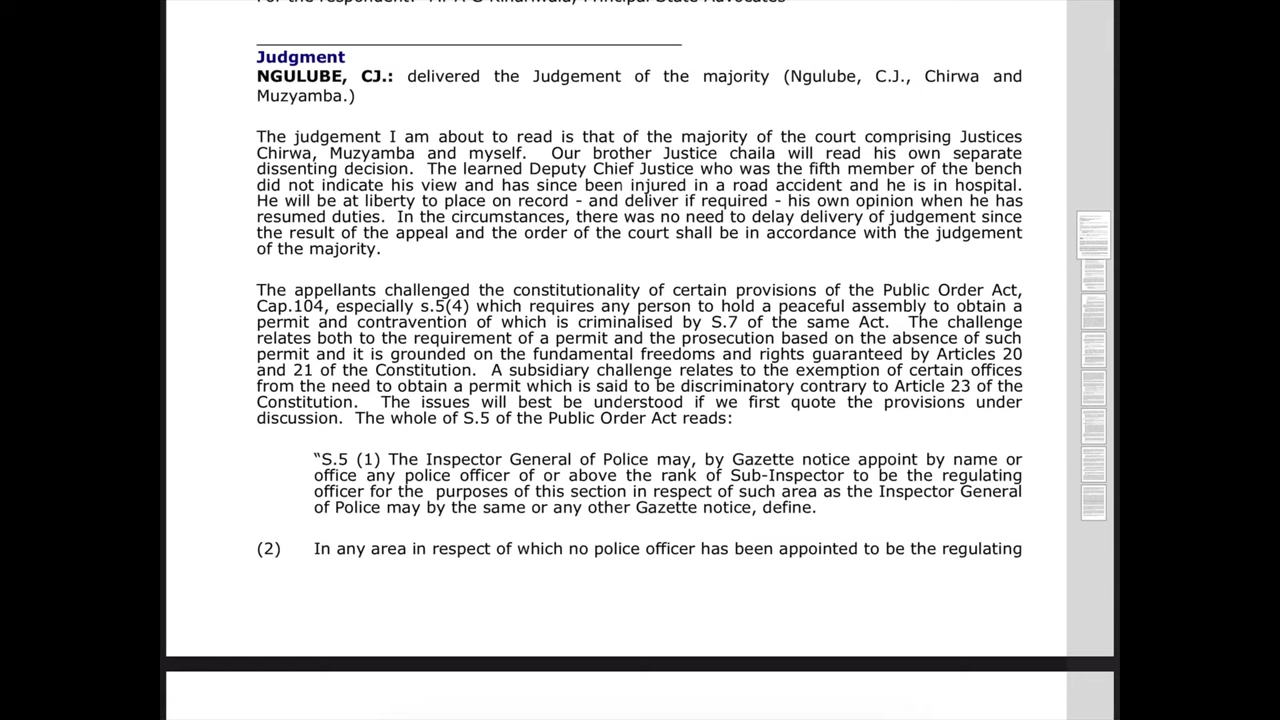 Judgment
NGULUBE, CJ.: delivered the Judgement of the majority (Ngulube, C.J., Chirwa and
Muzyamba.)
The judgement I am about to read is that of the majority of the court comprising Justices
Chirwa, Muzyamba and myself. Our brother Justice chaila will read his own separate
dissenting decision. The learned Deputy Chief Justice who was the fifth member of the bench
did not indicate his view and has since been injured in a road accident and he is in hospital.
He will be at liberty to place on record - and deliver if required - his own opinion when he has
resumed duties. In the circumstances, there was no need to delay delivery of judgement since
the result of the appeal and the order of the court shall be in accordance with the judgement
of the majority.
The appellants challenged the constitutionality of certain provisions of the Public Order Act,
Cap.104, especially s.5(4) which requires any person to hold a peaceful assembly to obtain a
permit and contravention of which is criminalised by S.7 of the same Act. The challenge
relates both to the requirement of a permit and the prosecution based on the absence of such
permit and it is grounded on the fundamental freedoms and rights guaranteed by Articles 20
and 21 of the Constitution. A subsidiary challenge relates to the exemption of certain offices
from the need to obtain a permit which is said to be discriminatory contrary to Article 23 of the
Constitution. The issues will best be understood if we first quote the provisions under
discussion. The whole of S.5 of the Public Order Act reads:
“S.5 (1) The Inspector General of Police may, by Gazette notice appoint by name or
office any police officer of or above the rank of Sub-Inspector to be the regulating
officer for the purposes of this section in respect of such area as the Inspector General
of Police may by the same or any other Gazette notice, define.
(2) In any area in respect of which no police officer has been appointed to be the regulating